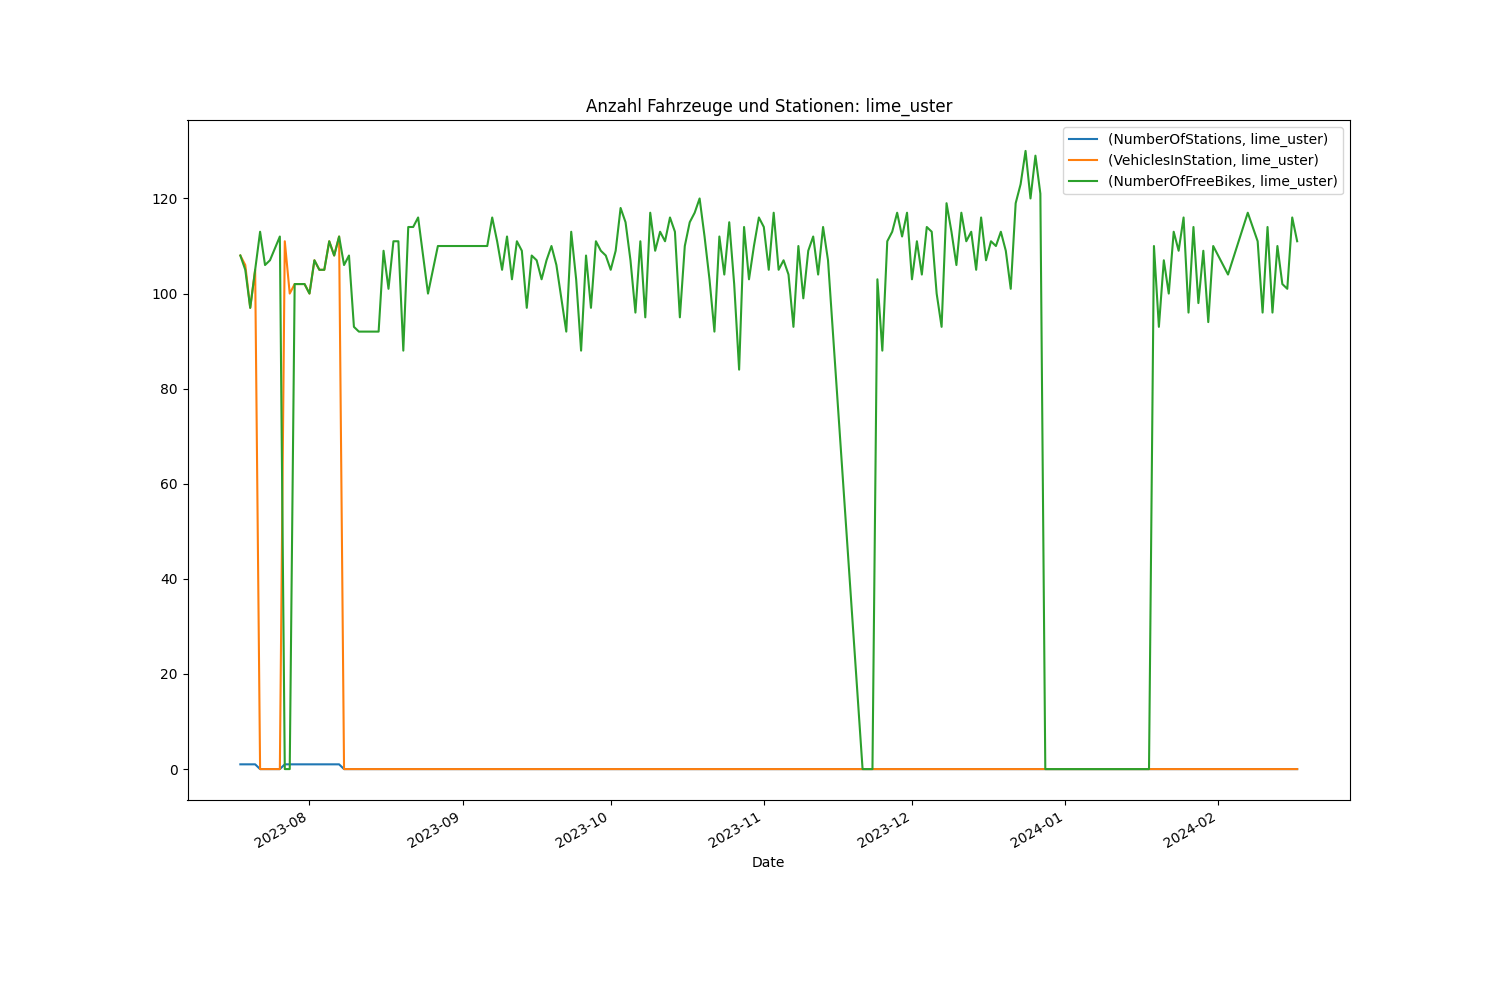 Anzahl Fahrzeuge und Stationen: lime_uster
(NumberOfStations, lime_uster)
(VehiclesInStation, lime_uster)
(NumberOfFreeBikes, lime_uster)
120
100
80
60
40
20
0
2023-08
2023-09
2023-10
2023-11
2023-12
2024-01
2024-02
Date